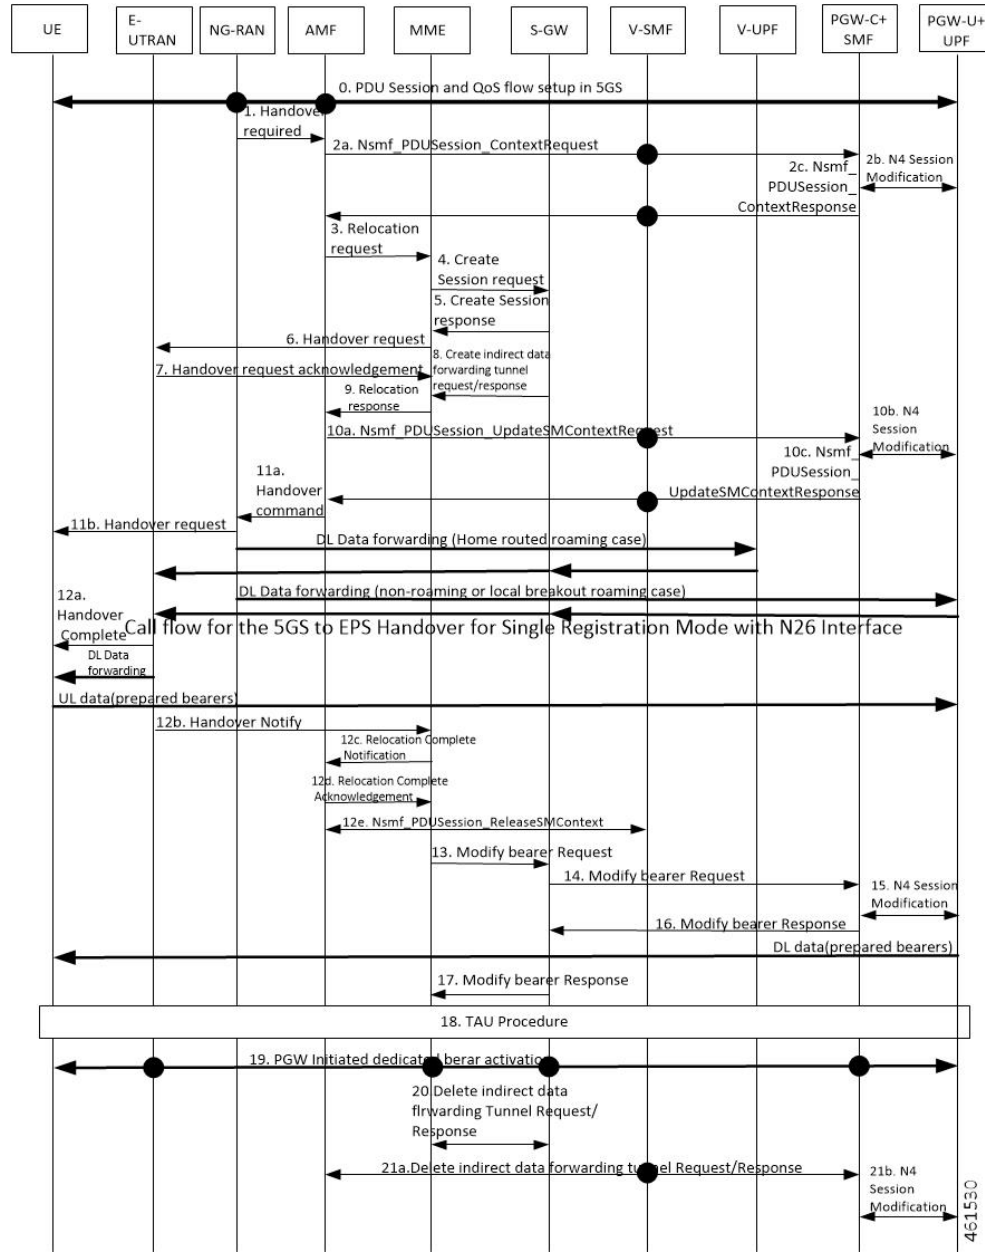 UE
E-
UTRAN
NG-RAN
AMF
MME
S-GW
V-SMF
V-UPF
PGW-C+
SMF
PGW-U+
UPF
0. PDU Session and QoS flow setup in 5GS
1. Handover
required
2a. Nsmf_PDUSession_ContextRequest
2b. N4 Session
Modification
2c. Nsmf_
PDUSession_
ContextResponse
3. Relocation
request
4. Create
Session request
5. Create Session
response
6. Handover request
7. Handover request acknowledgement
8. Create indirect data
forwarding tunnel
request/response
9. Relocation
response
10a. Nsmf_PDUSession_UpdateSMContextRequest
10b. N4
Session
Modification
10c. Nsmf_
PDUSession_
UpdateSMContextResponse
11a.
Handover
command
11b. Handover request
DL Data forwarding (Home routed roaming case)
DL Data forwarding (non-roaming or local breakout roaming case)
12a.
Handover
Complete
Call flow for the 5GS to EPS Handover for Single Registration Mode with N26 Interface
DL Data
forwarding
UL data(prepared bearers)
12b. Handover Notify
12c. Relocation Complete
Notification
12d. Relocation Complete
Acknowledgement
12e. Nsmf_PDUSession_ReleaseSMContext
13. Modify bearer Request
14. Modify bearer Request
15. N4 Session
Modification
16. Modify bearer Response
DL data(prepared bearers)
17. Modify bearer Response
18. TAU Procedure
19. PGW Initiated dedicated berar activation
20.Delete indirect data
flrwarding Tunnel Request/
Response
21a.Delete indirect data forwarding tunnel Request/Response
21b. N4
Session
Modification
461530